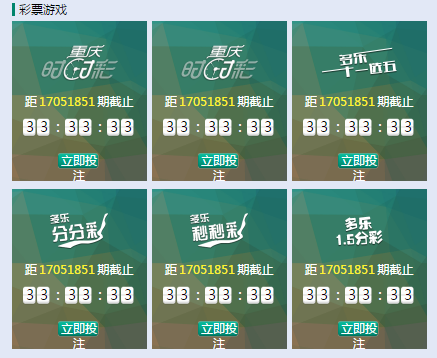 彩票游戏
重庆
时时彩
重庆
时时彩
多乐
十一选五
距 17051851 期截止
距 17051851 期截止
距 17051851 期截止
33 : 33 : 33
33 : 33 : 33
33 : 33 : 33
立即投
注
立即投
注
立即投
注
多乐
分分彩
多乐
秒秒彩
多乐
1.5分彩
距 17051851 期截止
距 17051851 期截止
距 17051851 期截止
33 : 33 : 33
33 : 33 : 33
33 : 33 : 33
立即投
注
立即投
注
立即投
注